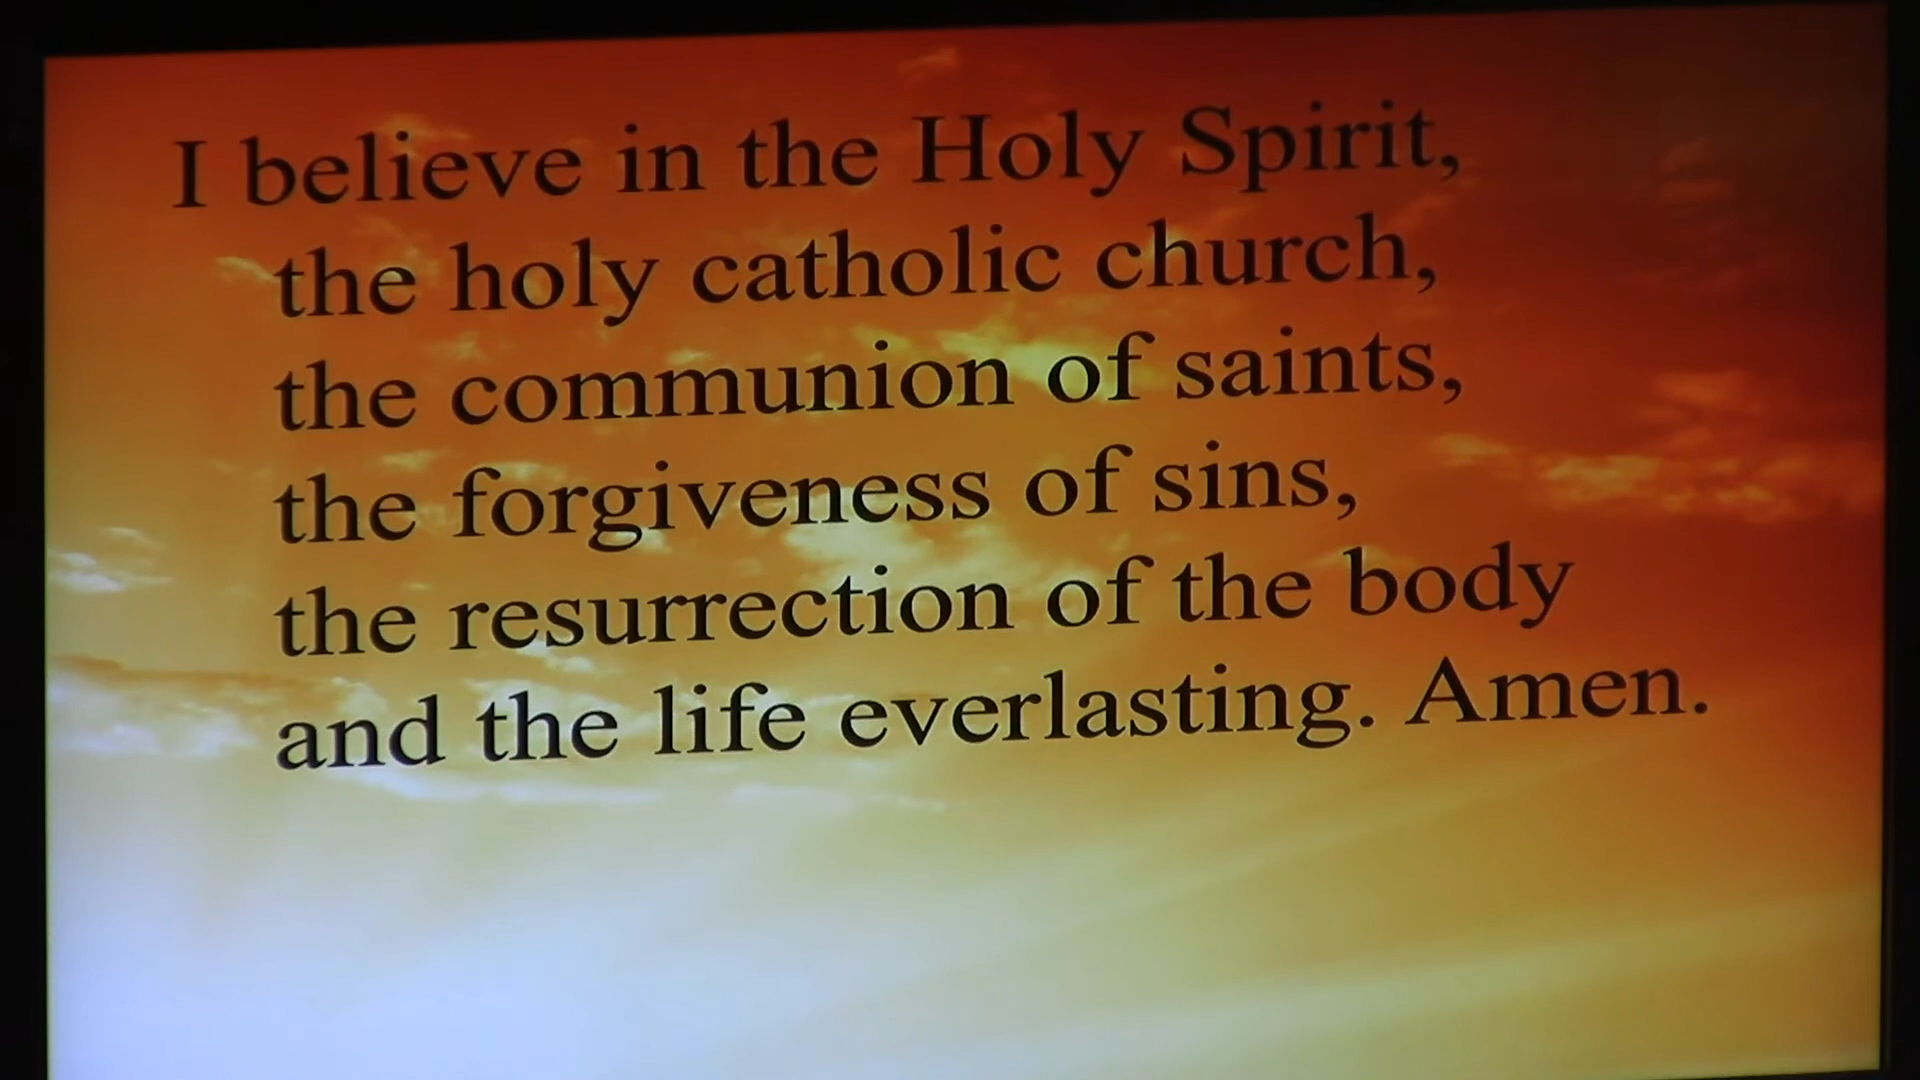 I believe in the Holy Spirit,
the holy catholic church,
the communion of saints,
the forgiveness of sins,
the resurrection of the body
and the life everlasting. Amen.